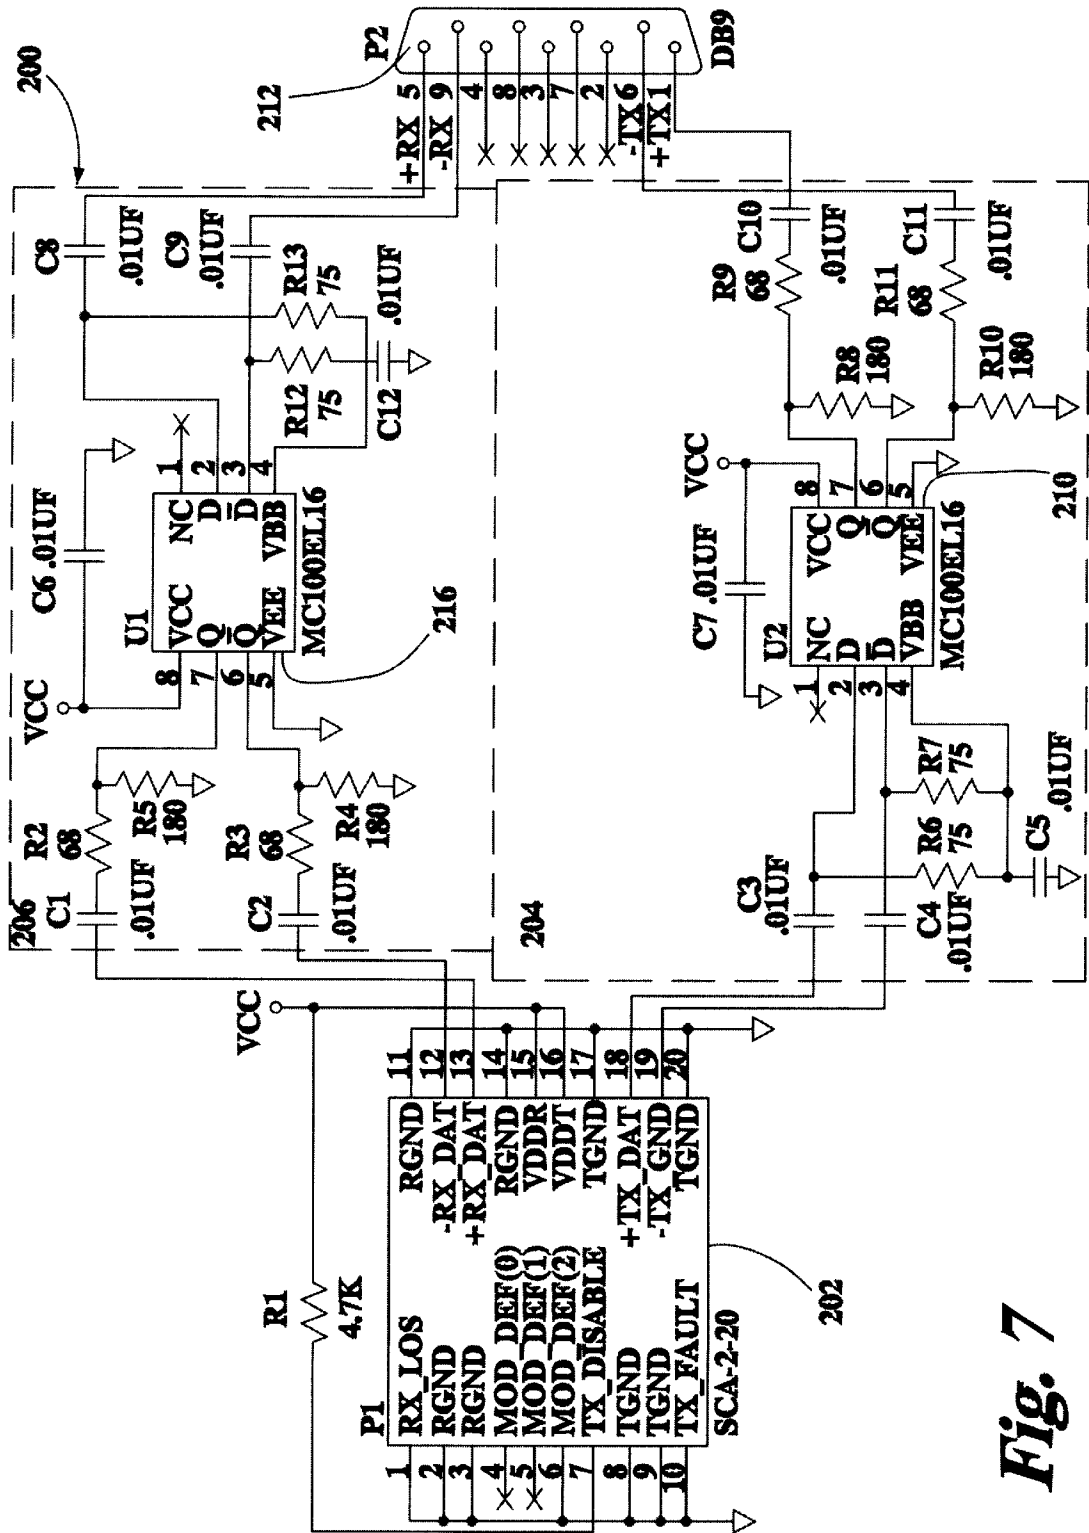 200
P2
212
+RX 5
-RX 9
4
8
3
7
2
-TX 6
+TX 1
DB9
206
C8
.01UF
C9
.01UF
R13
75
R12
75
C12
.01UF
C6 .01UF
VCC
U1
NC
D
D
VBB
VCC
Q
Q
VEE
1
2
3
4
8
7
6
5
MC100EL16
216
R2
68
R5
180
R3
68
R4
180
C1
.01UF
C2
.01UF
204
C10
.01UF
R9
68
C11
.01UF
R11
68
R8
180
R10
180
VCC
C7 .01UF
U2
VCC
Q
Q
VEE
NC
D
D
VBB
8
7
6
5
1
2
3
4
MC100EL16
210
R7
75
R6
75
C5
.01UF
C3
.01UF
C4
.01UF
VCC
R1
4.7K
P1
11
12
13
14
15
16
17
18
19
20
RGND
-RX_DAT
+RX_DAT
RGND
VDDR
VDDT
TGND
+TX_DAT
-TX_GND
TGND
RX_LOS
RGND
RGND
MOD_DEF(0)
MOD_DEF(1)
MOD_DEF(2)
TX_DISABLE
TGND
TGND
TX_FAULT
1
2
3
4
5
6
7
8
9
10
SCA-2-20
202
Fig. 7